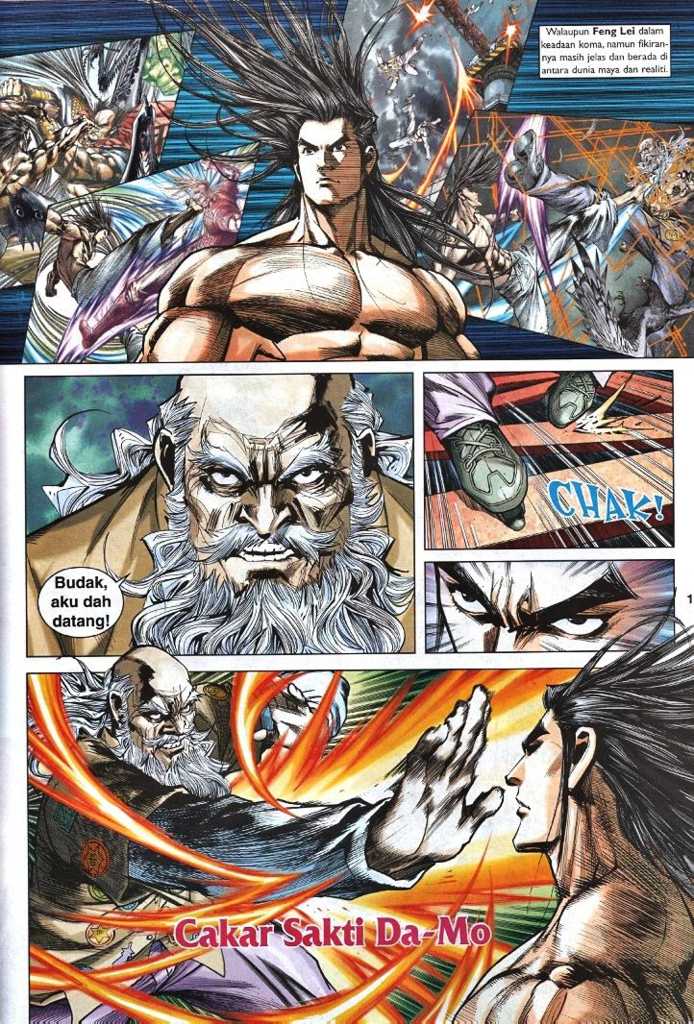 Walaupun Feng Lei dalam
keadaan koma, namun fikiran-
nya masih jelas dan berada di
antara dunia maya dan realiti.
Budak,
aku dah
datang!
CHAK!
1
Cakar Sakti Da-Mo